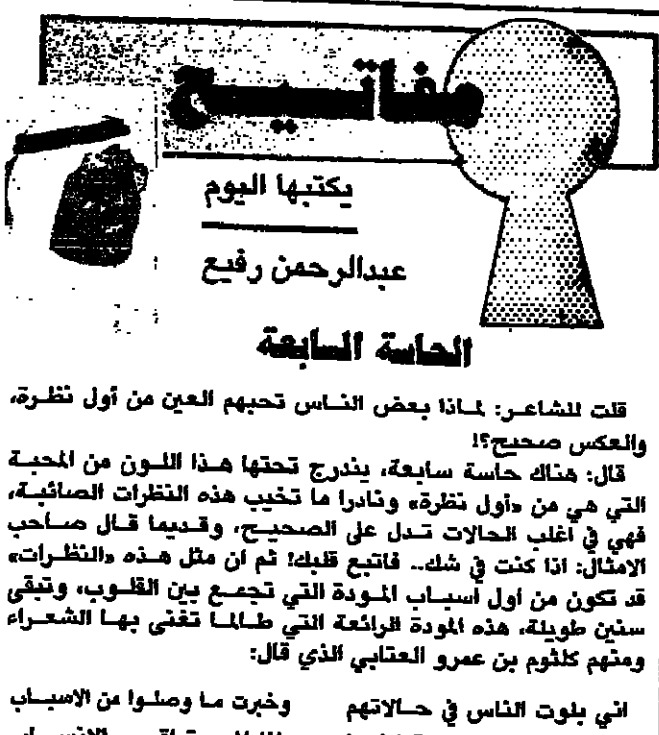 مفاتيح
يكتبها اليوم
عبدالرحمن رفيع
الحاسة السابعة
قلت للشاعر: لماذا بعض الناس تحبهم العين من أول نظرة،
والعكس صحيح؟!
قال: هناك حاسة سابعة، يندرج تحتها هذا اللون من المحبة
التي هي من «أول نظرة» ونادرا ما تخيب هذه النظرات الصائبة،
فهي في اغلب الحالات تدل على الصحيح، وقديما قال صاحب
الامثال: اذا كنت في شك.. فاتبع قلبك! ثم ان مثل هذه «النظرات»
قد تكون من أول أسباب المودة التي تجمع بين القلوب، وتبقى
سنين طويلة، هذه المودة الرائعة التي طالما تغنى بها الشعراء
ومنهم كلثوم بن عمرو العتابي الذي قال:
اني بلوت الناس في حالاتهم وخبرت ما وصلوا من الاسباب